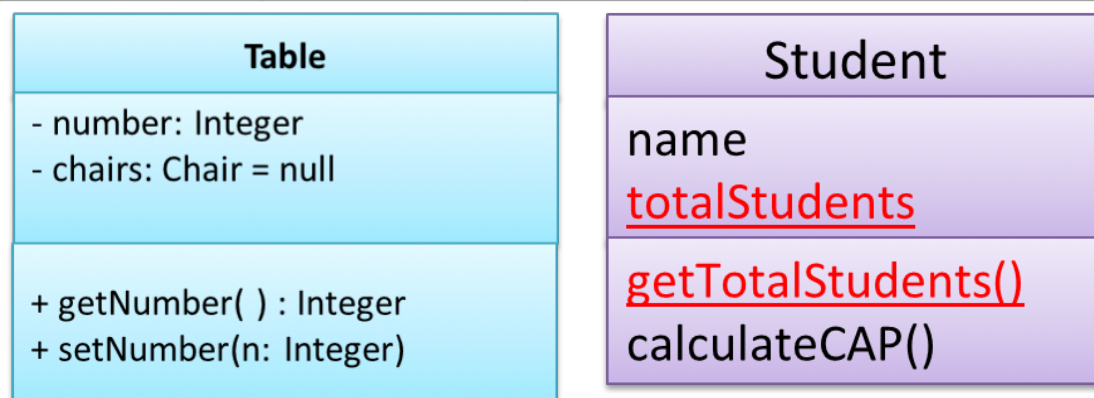 Table
- number: Integer
- chairs: Chair = null
+ getNumber( ) : Integer
+ setNumber(n: Integer)
Student
name
totalStudents
getTotalStudents()
calculateCAP()